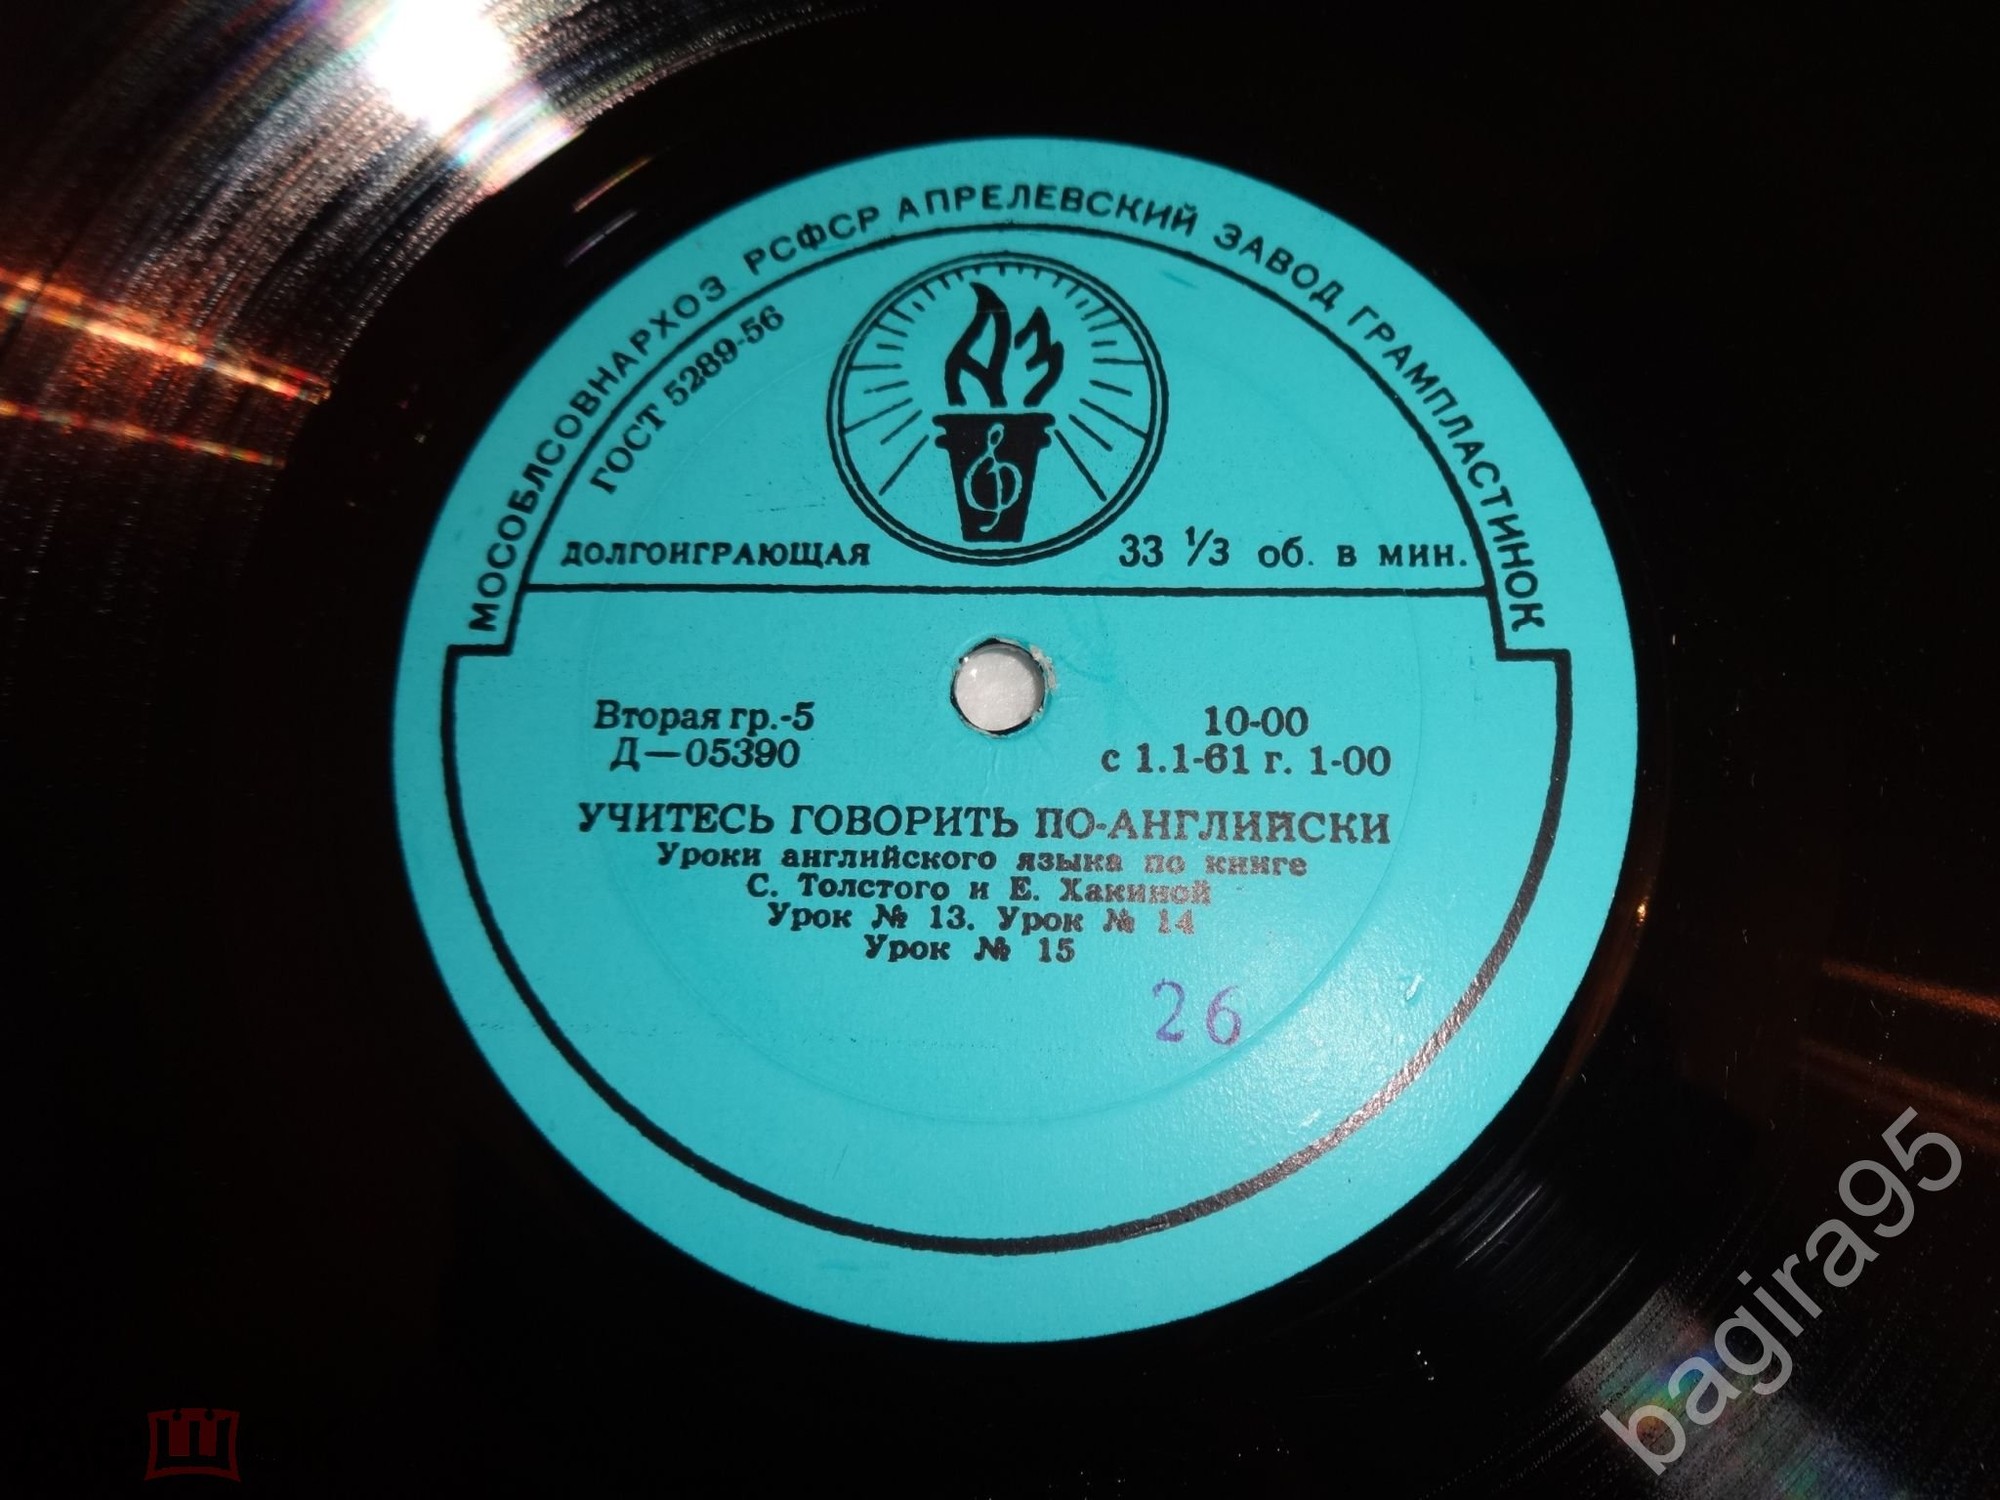 МОСОБЛСОВНАРХОЗ РСФСР АПРЕЛЕВСКИЙ ЗАВОД ГРАМПЛАСТИНОК
ГОСТ 5289-56
АЗ
ДОЛГОИГРАЮЩАЯ 33 1/3 об. в мин.
Вторая гр.-5 10-00
Д—05390 с 1.1-61 г. 1-00
УЧИТЕСЬ ГОВОРИТЬ ПО-АНГЛИЙСКИ
Уроки английского языка по книге
С. Толстого и Е. Хакиной
Урок № 13. Урок № 14
Урок № 15
26
bagira95